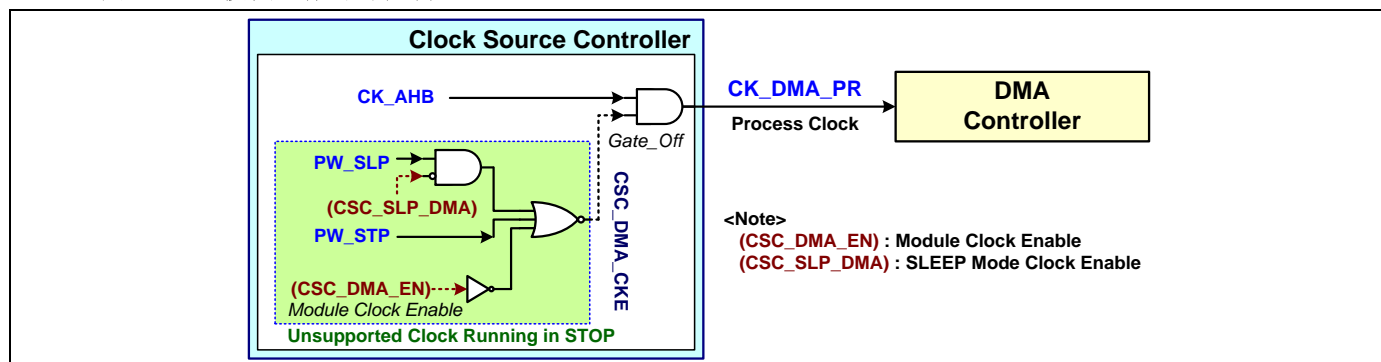 Clock Source Controller
CK_AHB
CK_DMA_PR
Process Clock
DMA
Controller
Gate_Off
PW_SLP
(CSC_SLP_DMA)
PW_STP
(CSC_DMA_EN)
Module Clock Enable
Unsupported Clock Running in STOP
CSC_DMA_CKE
<Note>
(CSC_DMA_EN) : Module Clock Enable
(CSC_SLP_DMA) : SLEEP Mode Clock Enable